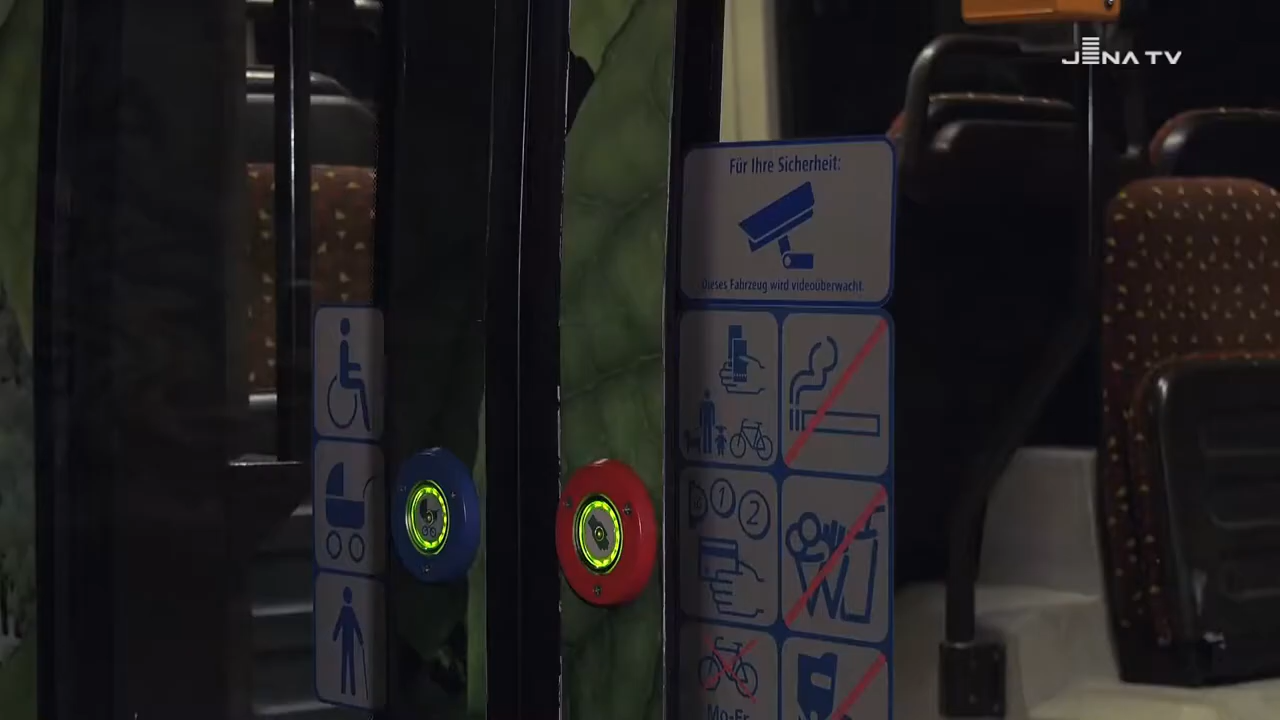 JENA TV
Für Ihre Sicherheit:
Dieses Fahrzeug wird videoüberwacht.
1
2
Mo-Fr